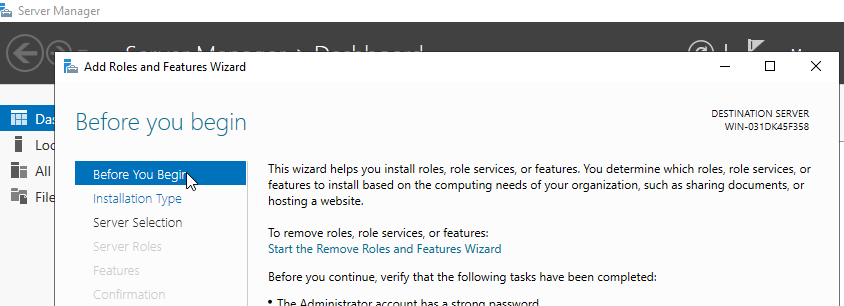 Server Manager
Server Manager › Dashboard
Add Roles and Features Wizard
Before you begin
DESTINATION SERVER
WIN-031DK45F358
Before You Begin
Installation Type
Server Selection
Server Roles
Features
Confirmation
This wizard helps you install roles, role services, or features. You determine which roles, role services, or
features to install based on the computing needs of your organization, such as sharing documents, or
hosting a website.
To remove roles, role services, or features:
Start the Remove Roles and Features Wizard
Before you continue, verify that the following tasks have been completed:
• The Administrator account has a strong password
Das
Loc
All
File